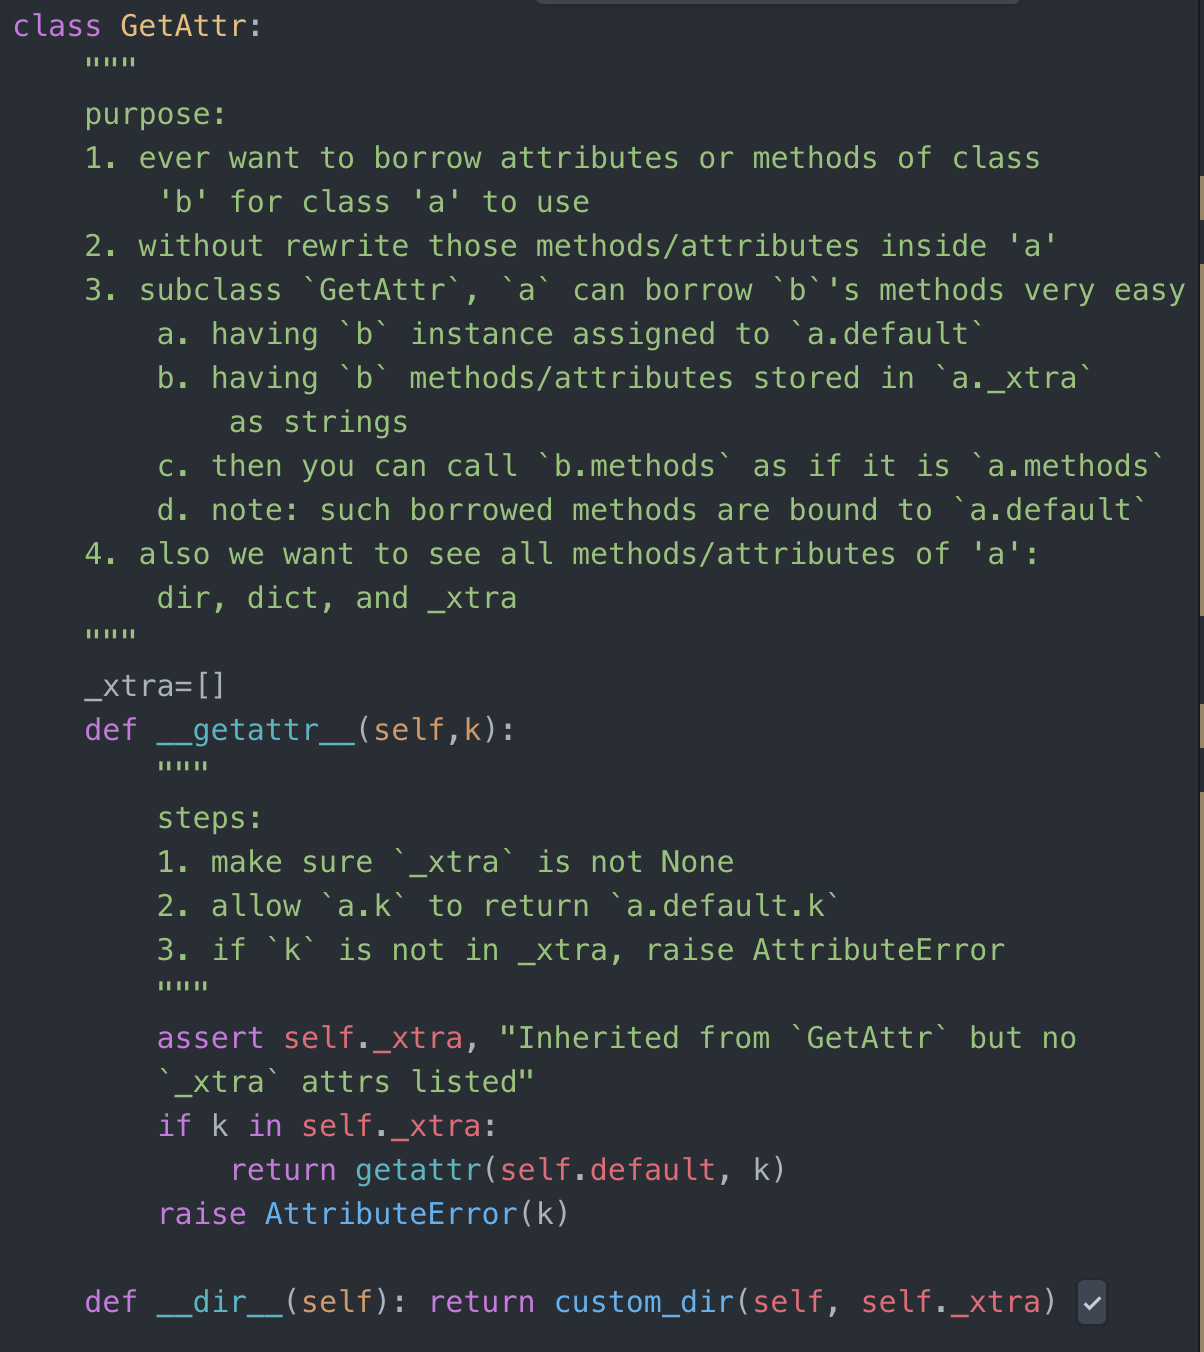 class GetAttr:
    """
    purpose:
    1. ever want to borrow attributes or methods of class
        'b' for class 'a' to use
    2. without rewrite those methods/attributes inside 'a'
    3. subclass `GetAttr`, `a` can borrow `b`'s methods very easy
        a. having `b` instance assigned to `a.default`
        b. having `b` methods/attributes stored in `a._xtra`
            as strings
        c. then you can call `b.methods` as if it is `a.methods`
        d. note: such borrowed methods are bound to `a.default`
    4. also we want to see all methods/attributes of 'a':
        dir, dict, and _xtra
    """
    _xtra=[]
    def __getattr__(self,k):
        """
        steps:
        1. make sure `_xtra` is not None
        2. allow `a.k` to return `a.default.k`
        3. if `k` is not in _xtra, raise AttributeError
        """
        assert self._xtra, "Inherited from `GetAttr` but no
        `_xtra` attrs listed"
        if k in self._xtra:
            return getattr(self.default, k)
        raise AttributeError(k)

    def __dir__(self): return custom_dir(self, self._xtra)